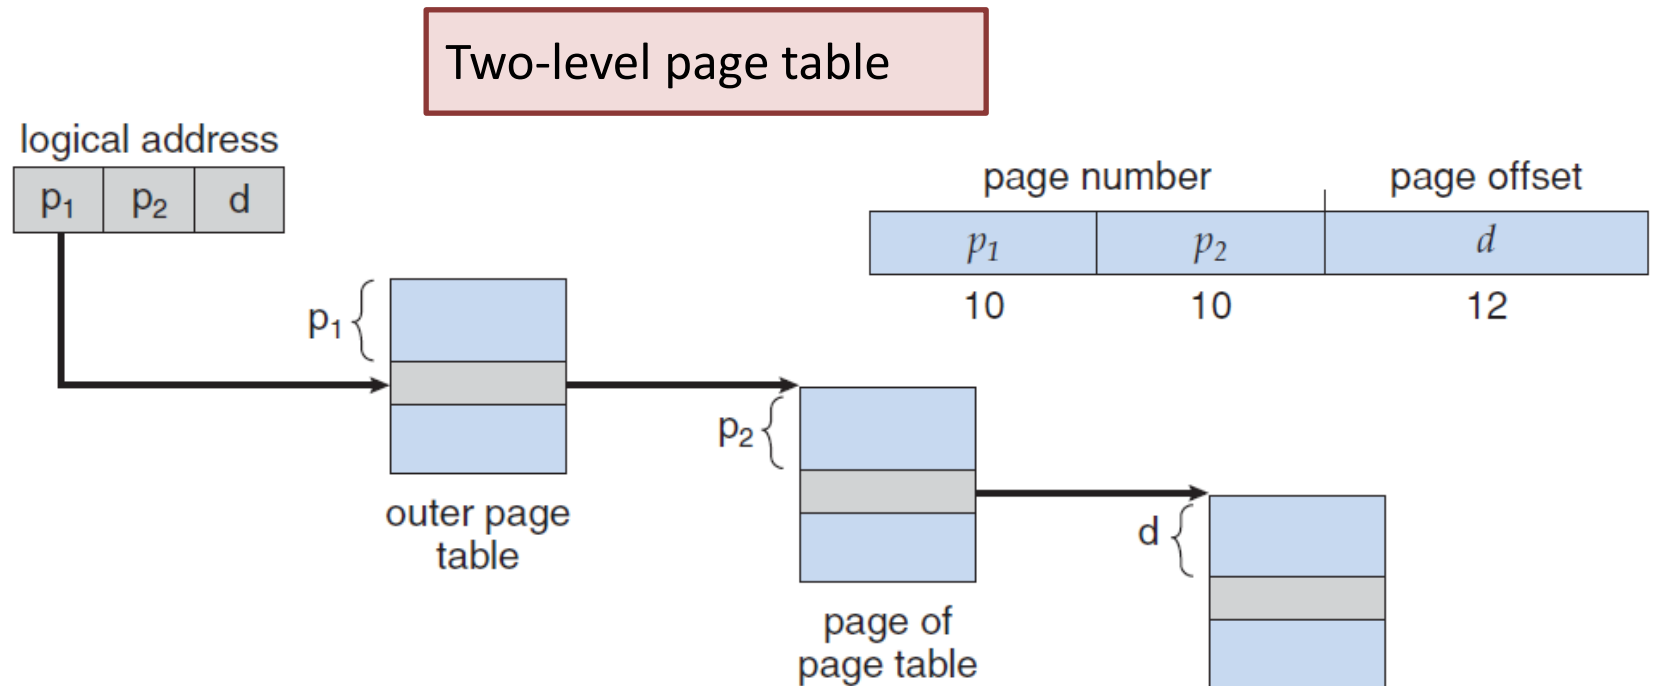 Two-level page table
logical address
p₁ p₂ d
page number page offset
p₁ p₂ d
10 10 12
p₁
outer page
table
p₂
page of
page table
d